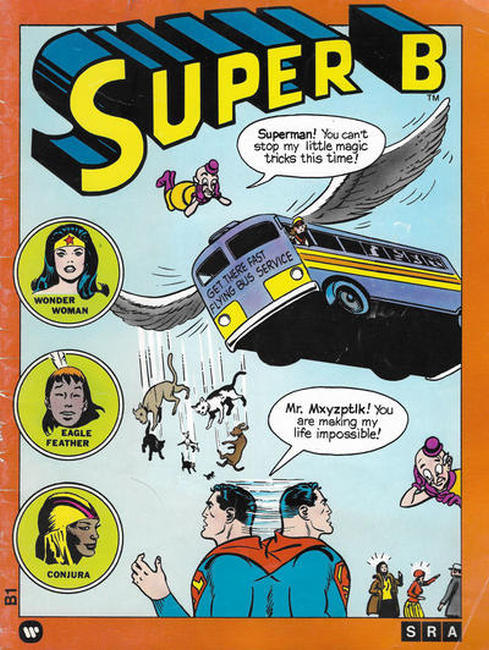 SUPER B
TM
Superman! You can't
stop my little magic
tricks this time!
GET THERE FAST
FLYING BUS SERVICE
WONDER
WOMAN
Mr. Mxyzptlk! You
are making my
life impossible!
EAGLE
FEATHER
CONJURA
B1
W
SRA